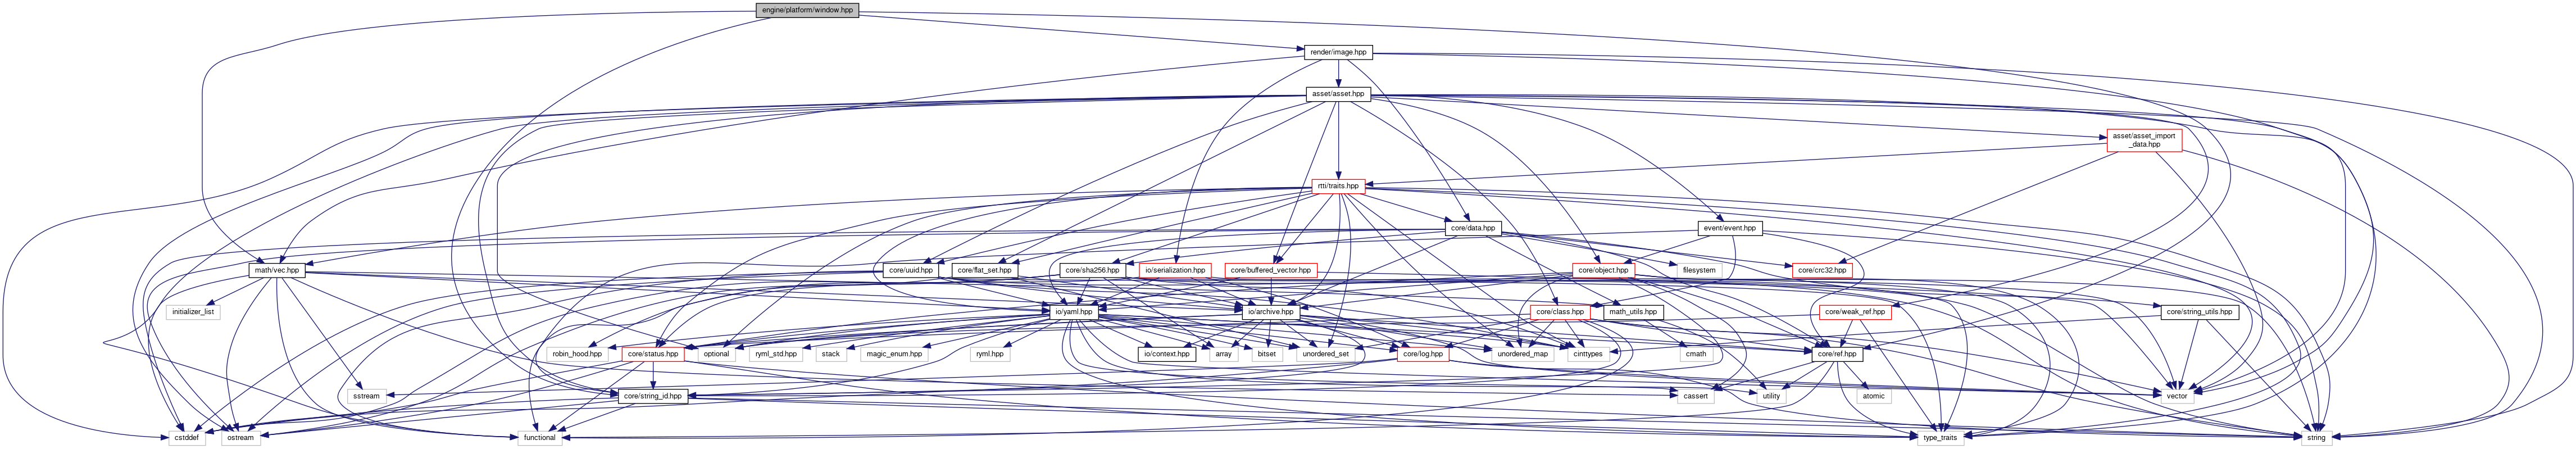 engine/platform/window.hpp
render/image.hpp
asset/asset.hpp
asset/asset_import
_data.hpp
rtti/traits.hpp
core/data.hpp
event/event.hpp
math/vec.hpp
core/uuid.hpp
core/flat_set.hpp
core/sha256.hpp
io/serialization.hpp
core/buffered_vector.hpp
core/object.hpp
filesystem
core/crc32.hpp
initializer_list
io/yaml.hpp
io/archive.hpp
core/class.hpp
math_utils.hpp
core/weak_ref.hpp
core/string_utils.hpp
robin_hood.hpp
core/status.hpp
optional
ryml_std.hpp
stack
magic_enum.hpp
ryml.hpp
io/context.hpp
array
bitset
unordered_set
core/log.hpp
unordered_map
cinttypes
cmath
core/ref.hpp
sstream
core/string_id.hpp
cassert
utility
atomic
vector
cstddef
ostream
functional
type_traits
string